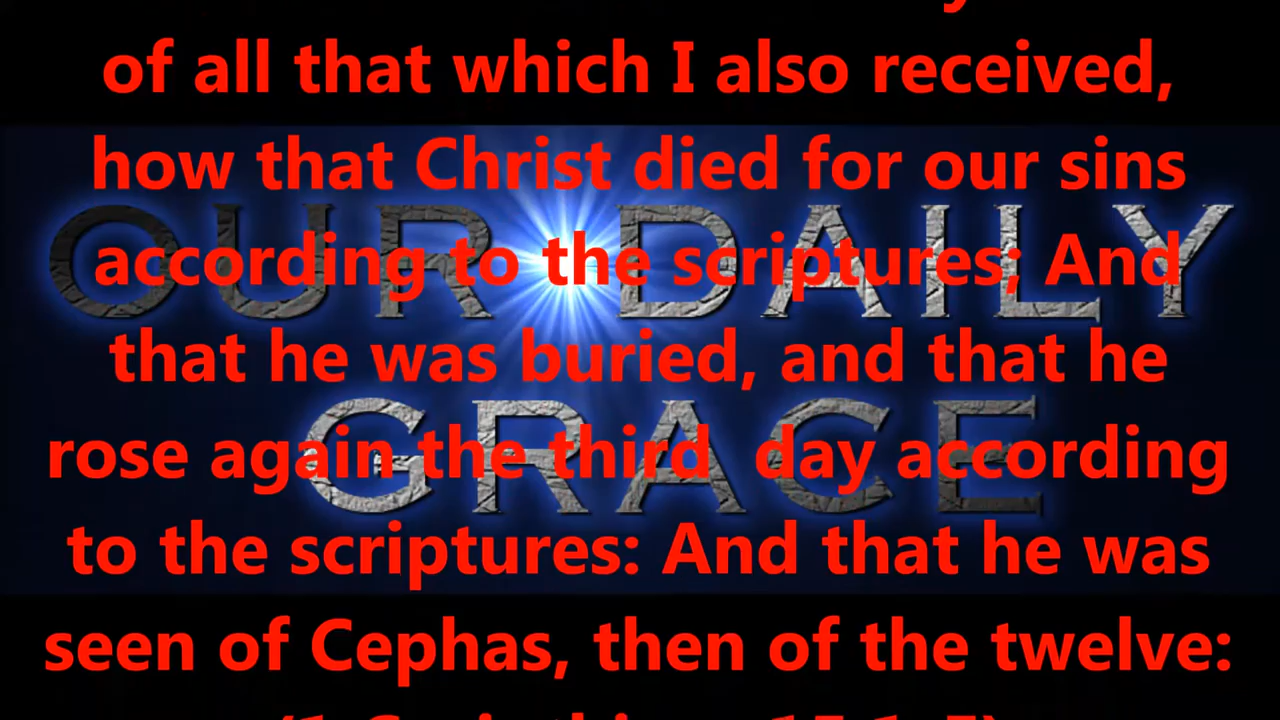 of all that which I also received,
how that Christ died for our sins
according to the scriptures; And
that he was buried, and that he
rose again the third  day according
to the scriptures: And that he was
seen of Cephas, then of the twelve:
OUR DAILY
GRACE